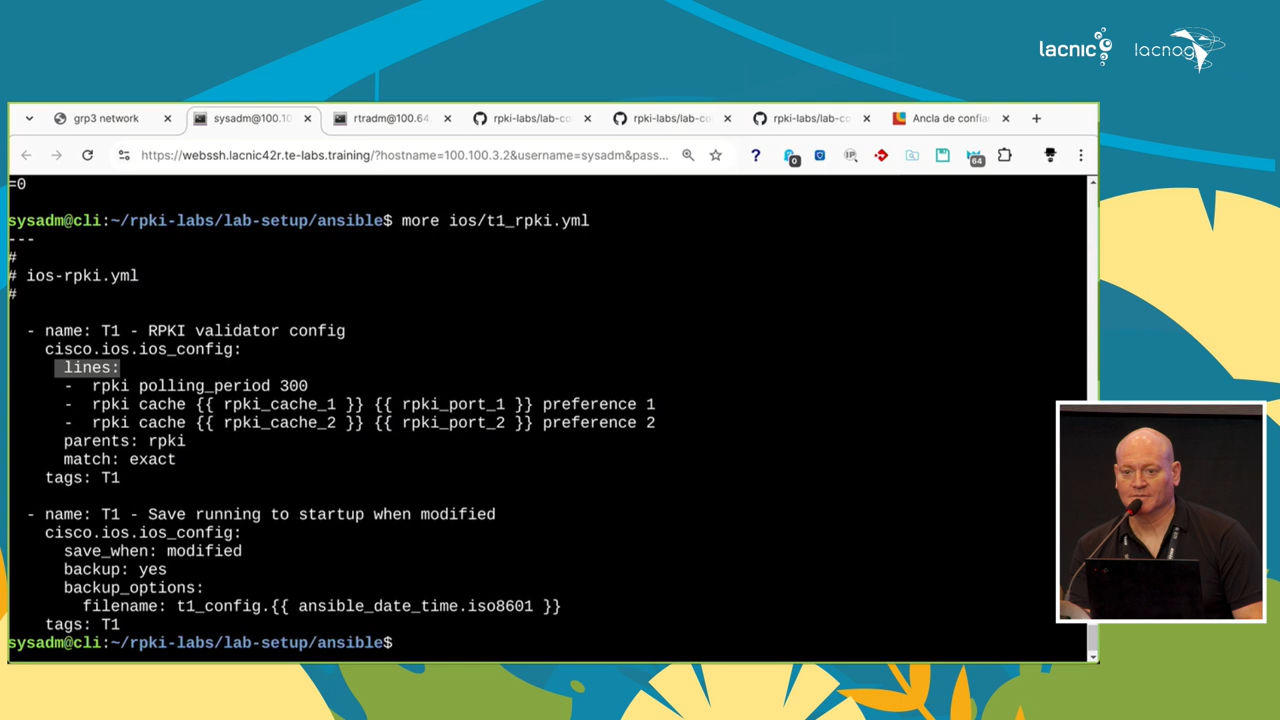 lacnic
lacnog
grp3 network
sysadm@100.10
rtradm@100.64.
rpki-labs/lab-co
rpki-labs/lab-co
rpki-labs/lab-co
Ancla de confia
https://webssh.lacnic42r.te-labs.training/?hostname=100.100.3.2&username=sysadm&pass...
?
0
IP
64
=0
sysadm@cli:~/rpki-labs/lab-setup/ansible$ more ios/t1_rpki.yml
---
#
# ios-rpki.yml
#
- name: T1 - RPKI validator config
cisco.ios.ios_config:
lines:
- rpki polling_period 300
- rpki cache {{ rpki_cache_1 }} {{ rpki_port_1 }} preference 1
- rpki cache {{ rpki_cache_2 }} {{ rpki_port_2 }} preference 2
parents: rpki
match: exact
tags: T1
- name: T1 - Save running to startup when modified
cisco.ios.ios_config:
save_when: modified
backup: yes
backup_options:
filename: t1_config.{{ ansible_date_time.iso8601 }}
tags: T1
sysadm@cli:~/rpki-labs/lab-setup/ansible$